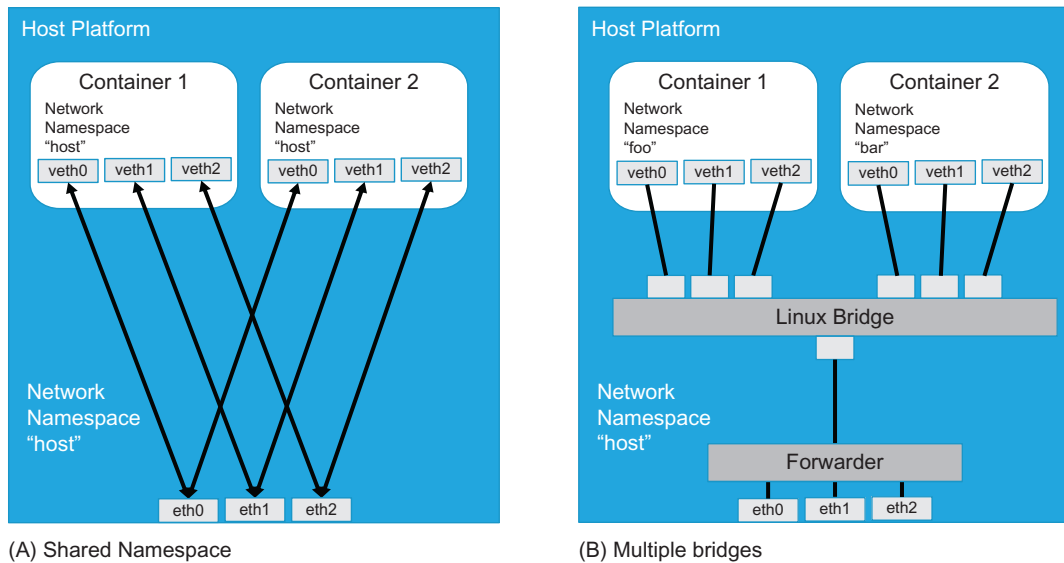 Host Platform
Container 1
Network
Namespace
“host”
veth0
veth1
veth2
Container 2
Network
Namespace
“host”
veth0
veth1
veth2
Network
Namespace
“host”
eth0
eth1
eth2
(A) Shared Namespace
Host Platform
Container 1
Network
Namespace
“foo”
veth0
veth1
veth2
Container 2
Network
Namespace
“bar”
veth0
veth1
veth2
Linux Bridge
Network
Namespace
“host”
Forwarder
eth0
eth1
eth2
(B) Multiple bridges